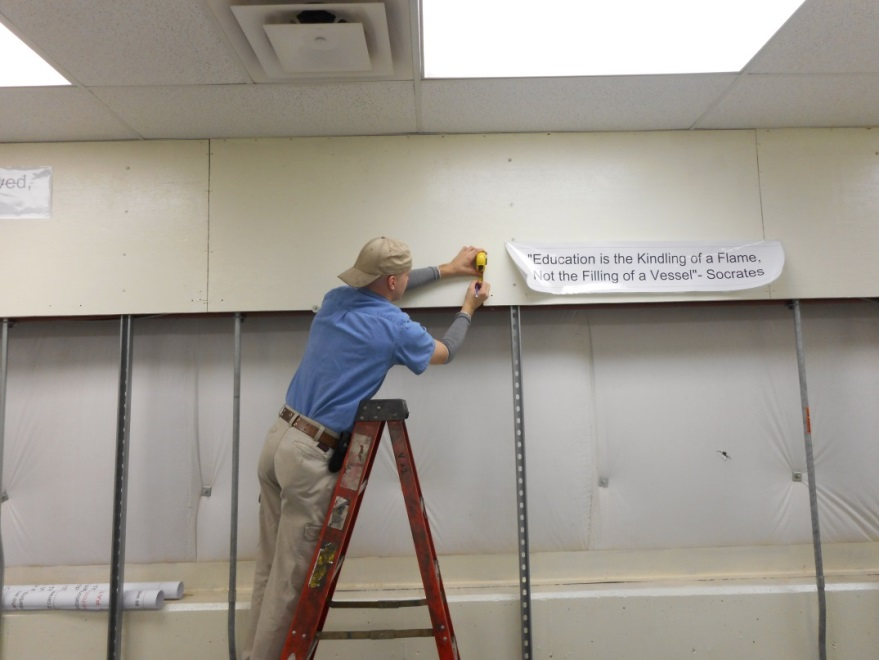 ved,
"Education is the Kindling of a Flame,
Not the Filling of a Vessel"- Socrates